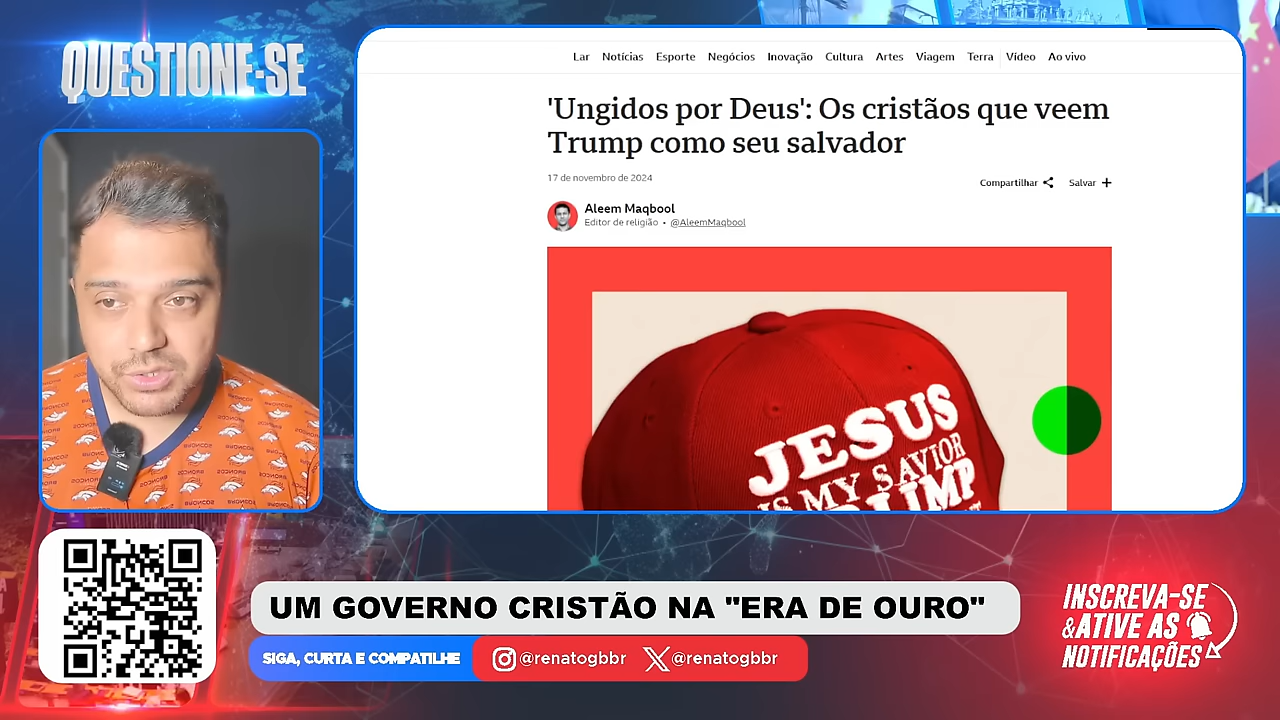 QUESTIONE-SE
Lar Notícias Esporte Negócios Inovação Cultura Artes Viagem Terra Vídeo Ao vivo
'Ungidos por Deus': Os cristãos que veem
Trump como seu salvador
17 de novembro de 2024
Compartilhar Salvar
Aleem Maqbool
Editor de religião • @AleemMaqbool
JESUS
IS MY SAVIOR
TRUMP
UM GOVERNO CRISTÃO NA "ERA DE OURO"
SIGA, CURTA E COMPATILHE
@renatogbbr
@renatogbbr
INSCREVA-SE
&ATIVE AS
NOTIFICAÇÕES